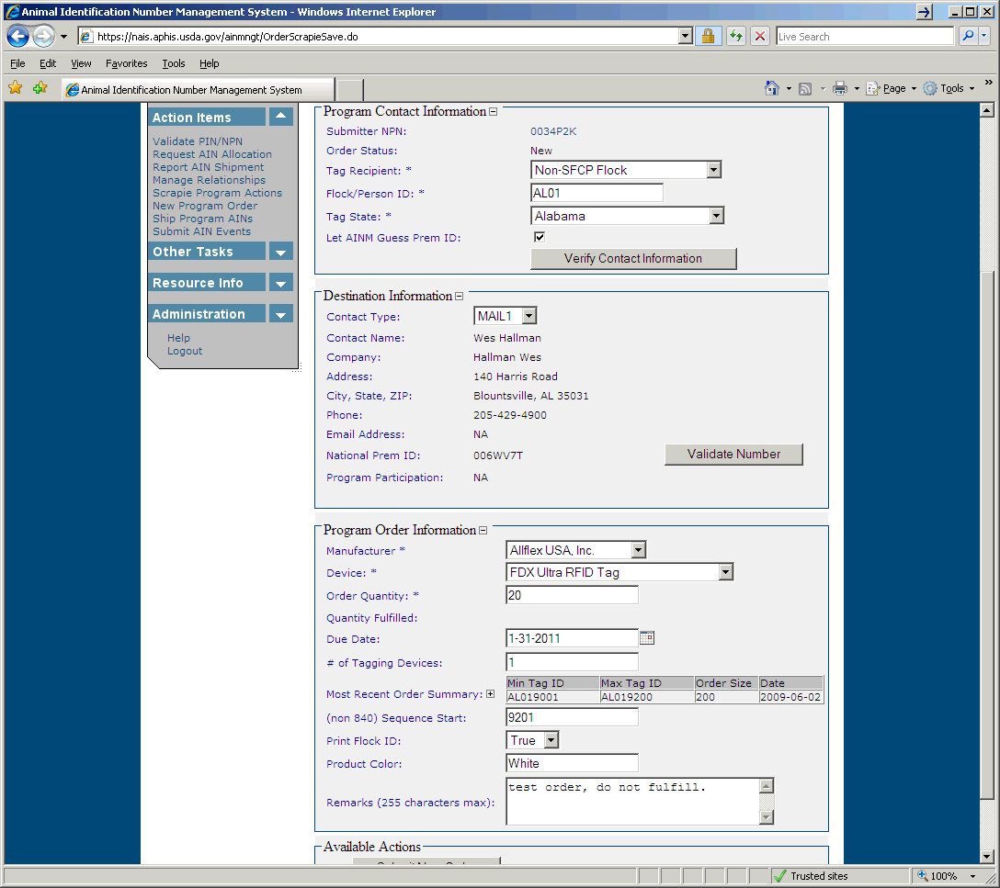 Animal Identification Number Management System - Windows Internet Explorer
https://nais.aphis.usda.gov/ainmngt/OrderScrapieSave.do
Live Search
File Edit View Favorites Tools Help
Animal Identification Number Management System
Page Tools »
Action Items
Validate PIN/NPN
Request AIN Allocation
Report AIN Shipment
Manage Relationships
Scrapie Program Actions
New Program Order
Ship Program AINs
Submit AIN Events
Other Tasks
Resource Info
Administration
Help
Logout
Program Contact Information
Submitter NPN: 0034P2K
Order Status: New
Tag Recipient: * Non-SFCP Flock
Flock/Person ID: * AL01
Tag State: * Alabama
Let AINM Guess Prem ID:
Verify Contact Information
Destination Information
Contact Type: MAIL1
Contact Name: Wes Hallman
Company: Hallman Wes
Address: 140 Harris Road
City, State, ZIP: Blountsville, AL 35031
Phone: 205-429-4900
Email Address: NA
National Prem ID: 006WV7T Validate Number
Program Participation: NA
Program Order Information
Manufacturer * Allflex USA, Inc.
Device: * FDX Ultra RFID Tag
Order Quantity: * 20
Quantity Fulfilled:
Due Date: 1-31-2011
# of Tagging Devices: 1
Min Tag ID Max Tag ID Order Size Date
Most Recent Order Summary: AL019001 AL019200 200 2009-06-02
(non 840) Sequence Start: 9201
Print Flock ID: True
Product Color: White
Remarks (255 characters max): test order, do not fulfill.
Available Actions
Trusted sites 100%